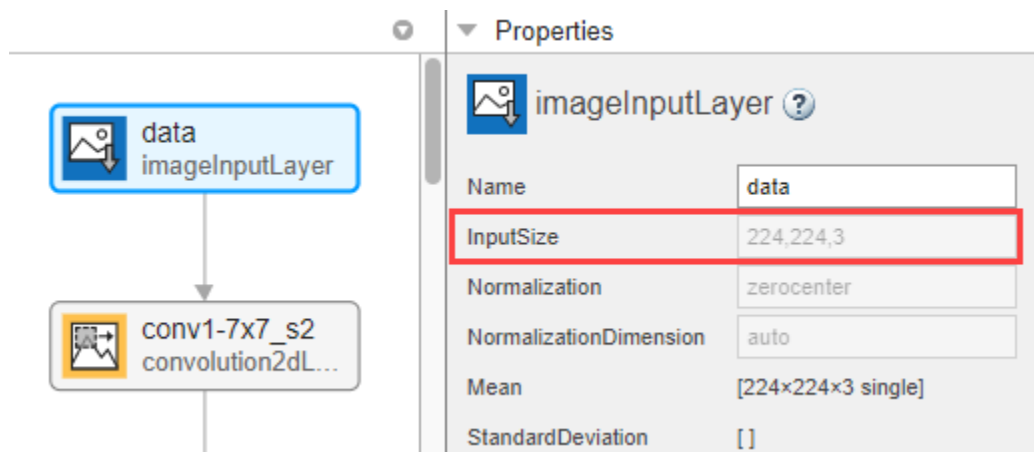 data
imageInputLayer
conv1-7x7_s2
convolution2dL...
Properties
imageInputLayer ?
Name data
InputSize 224,224,3
Normalization zerocenter
NormalizationDimension auto
Mean [224×224×3 single]
StandardDeviation [ ]